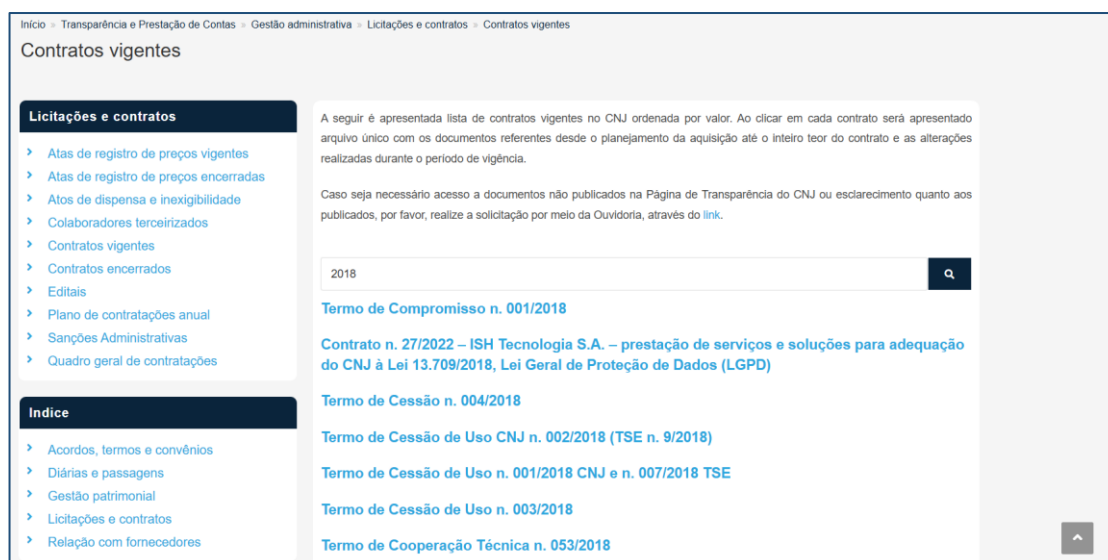 Início » Transparência e Prestação de Contas » Gestão administrativa » Licitações e contratos » Contratos vigentes
Contratos vigentes
Licitações e contratos
Atas de registro de preços vigentes
Atas de registro de preços encerradas
Atos de dispensa e inexigibilidade
Colaboradores terceirizados
Contratos vigentes
Contratos encerrados
Editais
Plano de contratações anual
Sanções Administrativas
Quadro geral de contratações
Indice
Acordos, termos e convênios
Diárias e passagens
Gestão patrimonial
Licitações e contratos
Relação com fornecedores
A seguir é apresentada lista de contratos vigentes no CNJ ordenada por valor. Ao clicar em cada contrato será apresentado
arquivo único com os documentos referentes desde o planejamento da aquisição até o inteiro teor do contrato e as alterações
realizadas durante o período de vigência.
Caso seja necessário acesso a documentos não publicados na Página de Transparência do CNJ ou esclarecimento quanto aos
publicados, por favor, realize a solicitação por meio da Ouvidoria, através do link.
2018
Termo de Compromisso n. 001/2018
Contrato n. 27/2022 – ISH Tecnologia S.A. – prestação de serviços e soluções para adequação
do CNJ à Lei 13.709/2018, Lei Geral de Proteção de Dados (LGPD)
Termo de Cessão n. 004/2018
Termo de Cessão de Uso CNJ n. 002/2018 (TSE n. 9/2018)
Termo de Cessão de Uso n. 001/2018 CNJ e n. 007/2018 TSE
Termo de Cessão de Uso n. 003/2018
Termo de Cooperação Técnica n. 053/2018